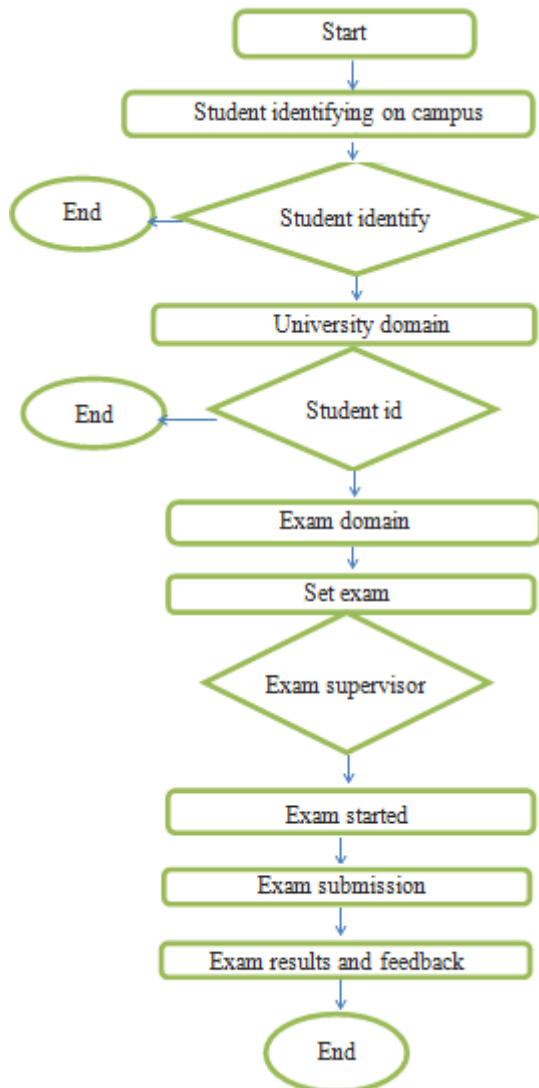 Start
Student identifying on campus
End
Student identify
University domain
End
Student id
Exam domain
Set exam
Exam supervisor
Exam started
Exam submission
Exam results and feedback
End